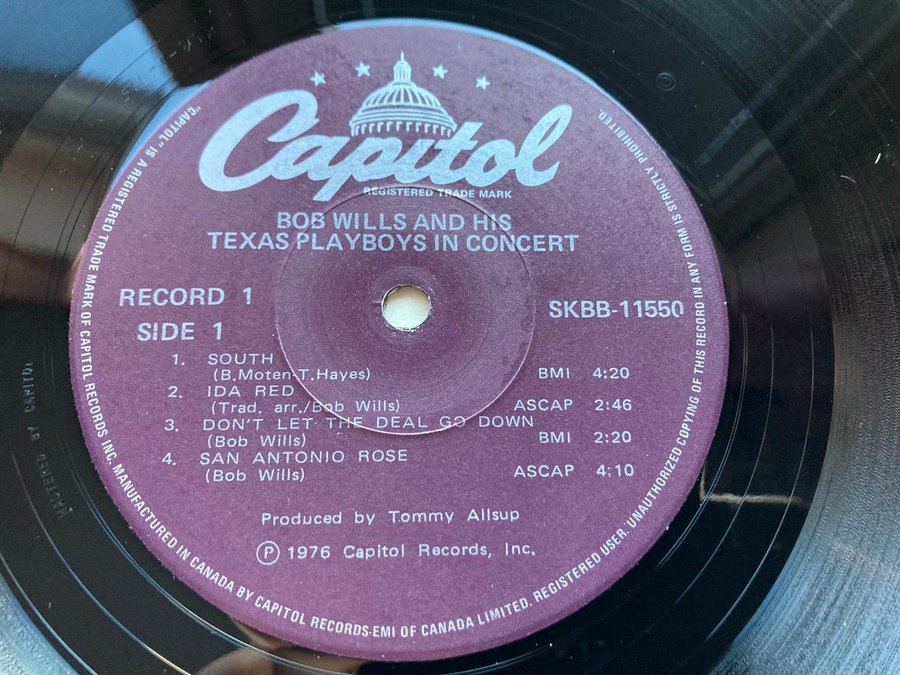 Capitol
REGISTERED TRADE MARK
BOB WILLS AND HIS
TEXAS PLAYBOYS IN CONCERT
RECORD 1
SIDE 1
SKBB-11550
1. SOUTH
(B.Moten-T.Hayes) BMI 4:20
2. IDA RED
(Trad. arr./Bob Wills) ASCAP 2:46
3. DON'T LET THE DEAL GO DOWN
(Bob Wills) BMI 2:20
4. SAN ANTONIO ROSE
(Bob Wills) ASCAP 4:10
Produced by Tommy Allsup
Ⓟ 1976 Capitol Records, Inc.
"CAPITOL" IS A REGISTERED TRADE MARK OF CAPITOL RECORDS INC. MANUFACTURED IN CANADA BY CAPITOL RECORDS-EMI OF CANADA LIMITED. REGISTERED USER. UNAUTHORIZED COPYING OF THIS RECORD IN ANY FORM IS STRICTLY PROHIBITED.
MASTERED BY CAPITOL